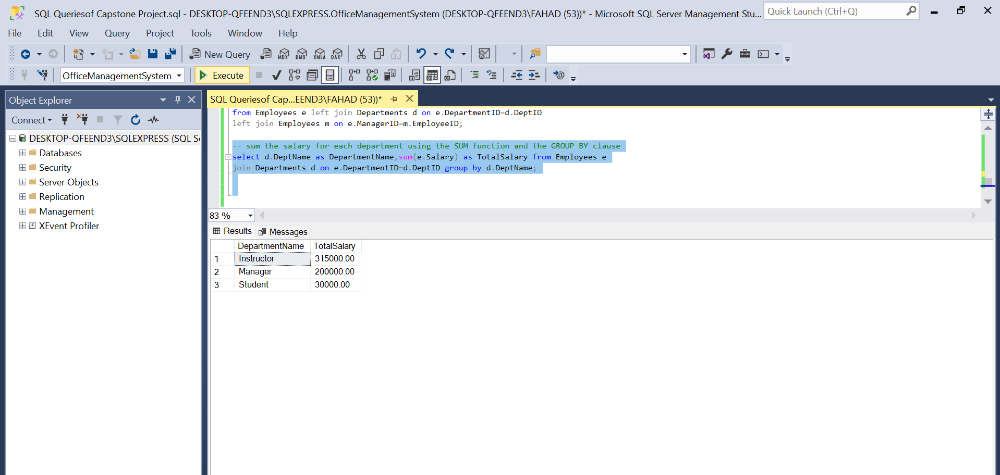 SQL Queriesof Capstone Project.sql - DESKTOP-QFEEND3\SQLEXPRESS.OfficeManagementSystem (DESKTOP-QFEEND3\FAHAD (53))* - Microsoft SQL Server Management Stu...
Quick Launch (Ctrl+Q)
File Edit View Query Project Tools Window Help
New Query MDX DMX XMLA DAX
OfficeManagementSystem Execute
Object Explorer
SQL Queriesof Cap...EEND3\FAHAD (53))*
Connect
DESKTOP-QFEEND3\SQLEXPRESS (SQL Se
Databases
Security
Server Objects
Replication
Management
XEvent Profiler
from Employees e left join Departments d on e.DepartmentID=d.DeptID
left join Employees m on e.ManagerID=m.EmployeeID;
-- sum the salary for each department using the SUM function and the GROUP BY clause
select d.DeptName as DepartmentName,sum(e.Salary) as TotalSalary from Employees e
join Departments d on e.DepartmentID=d.DeptID group by d.DeptName;
83 %
Results Messages
DepartmentName TotalSalary
1 Instructor 315000.00
2 Manager 200000.00
3 Student 30000.00